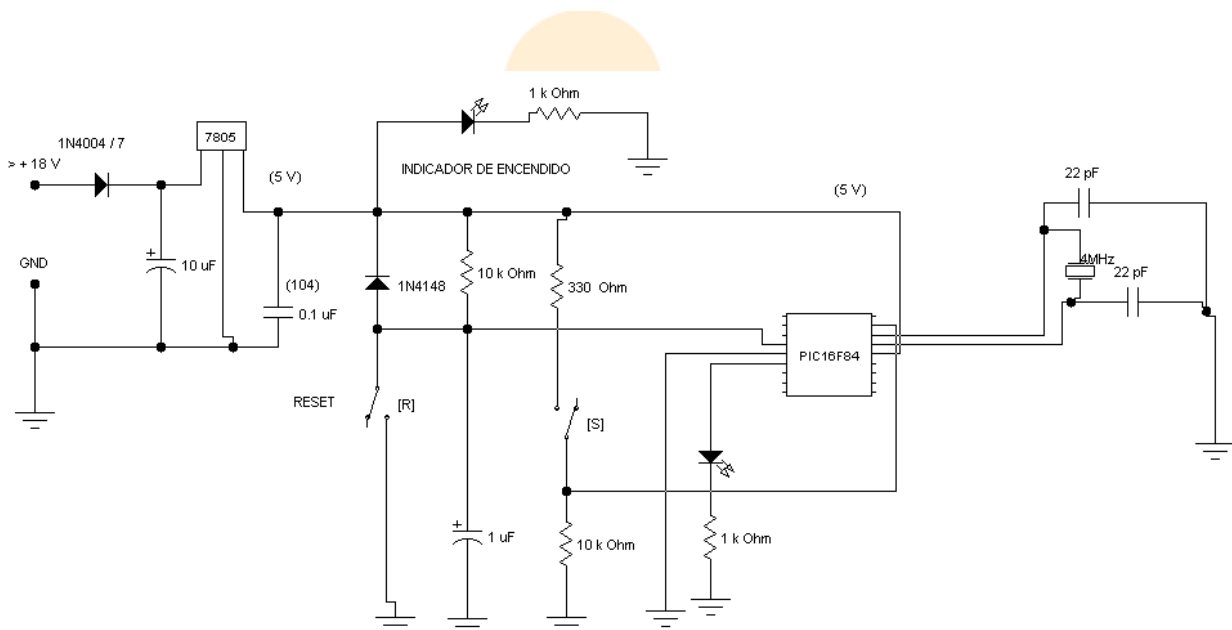 1 k Ohm
1N4004 / 7
7805
> + 18 V
INDICADOR DE ENCENDIDO
(5 V)
(5 V)
22 pF
GND
10 uF
(104)
0.1 uF
1N4148
10 k Ohm
330 Ohm
4MHz
22 pF
PIC16F84
RESET
[R]
[S]
1 uF
10 k Ohm
1 k Ohm